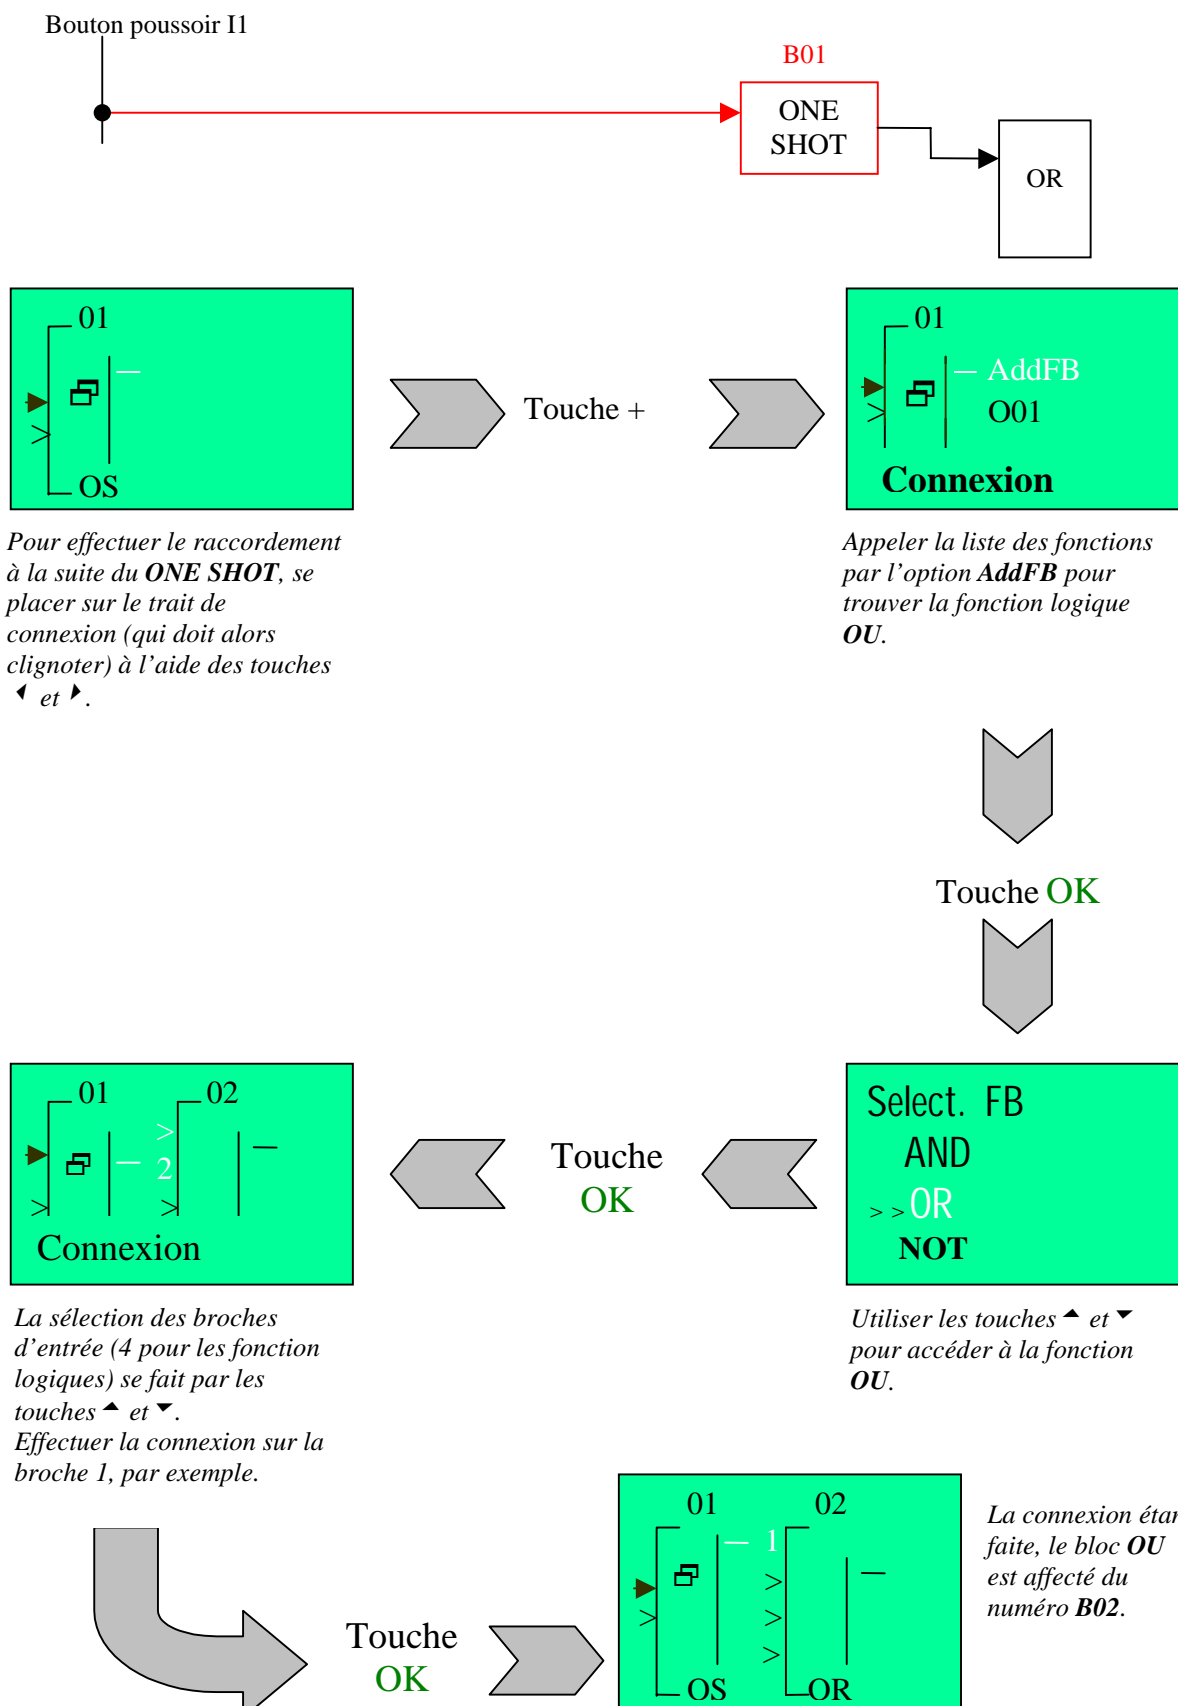 Bouton poussoir I1
B01
ONE
SHOT
OR
01
OS
Touche +
01
AddFB
O01
Connexion
Pour effectuer le raccordement
à la suite du ONE SHOT, se
placer sur le trait de
connexion (qui doit alors
clignoter) à l’aide des touches
et .
Appeler la liste des fonctions
par l’option AddFB pour
trouver la fonction logique
OU.
Touche OK
01 02
>
2
>
>
Connexion
Touche
OK
Select. FB
AND
>> OR
NOT
La sélection des broches
d’entrée (4 pour les fonction
logiques) se fait par les
touches et .
Effectuer la connexion sur la
broche 1, par exemple.
Utiliser les touches et
pour accéder à la fonction
OU.
Touche
OK
01 02
1
>
>
>
>
OS OR
La connexion étan
faite, le bloc OU
est affecté du
numéro B02.